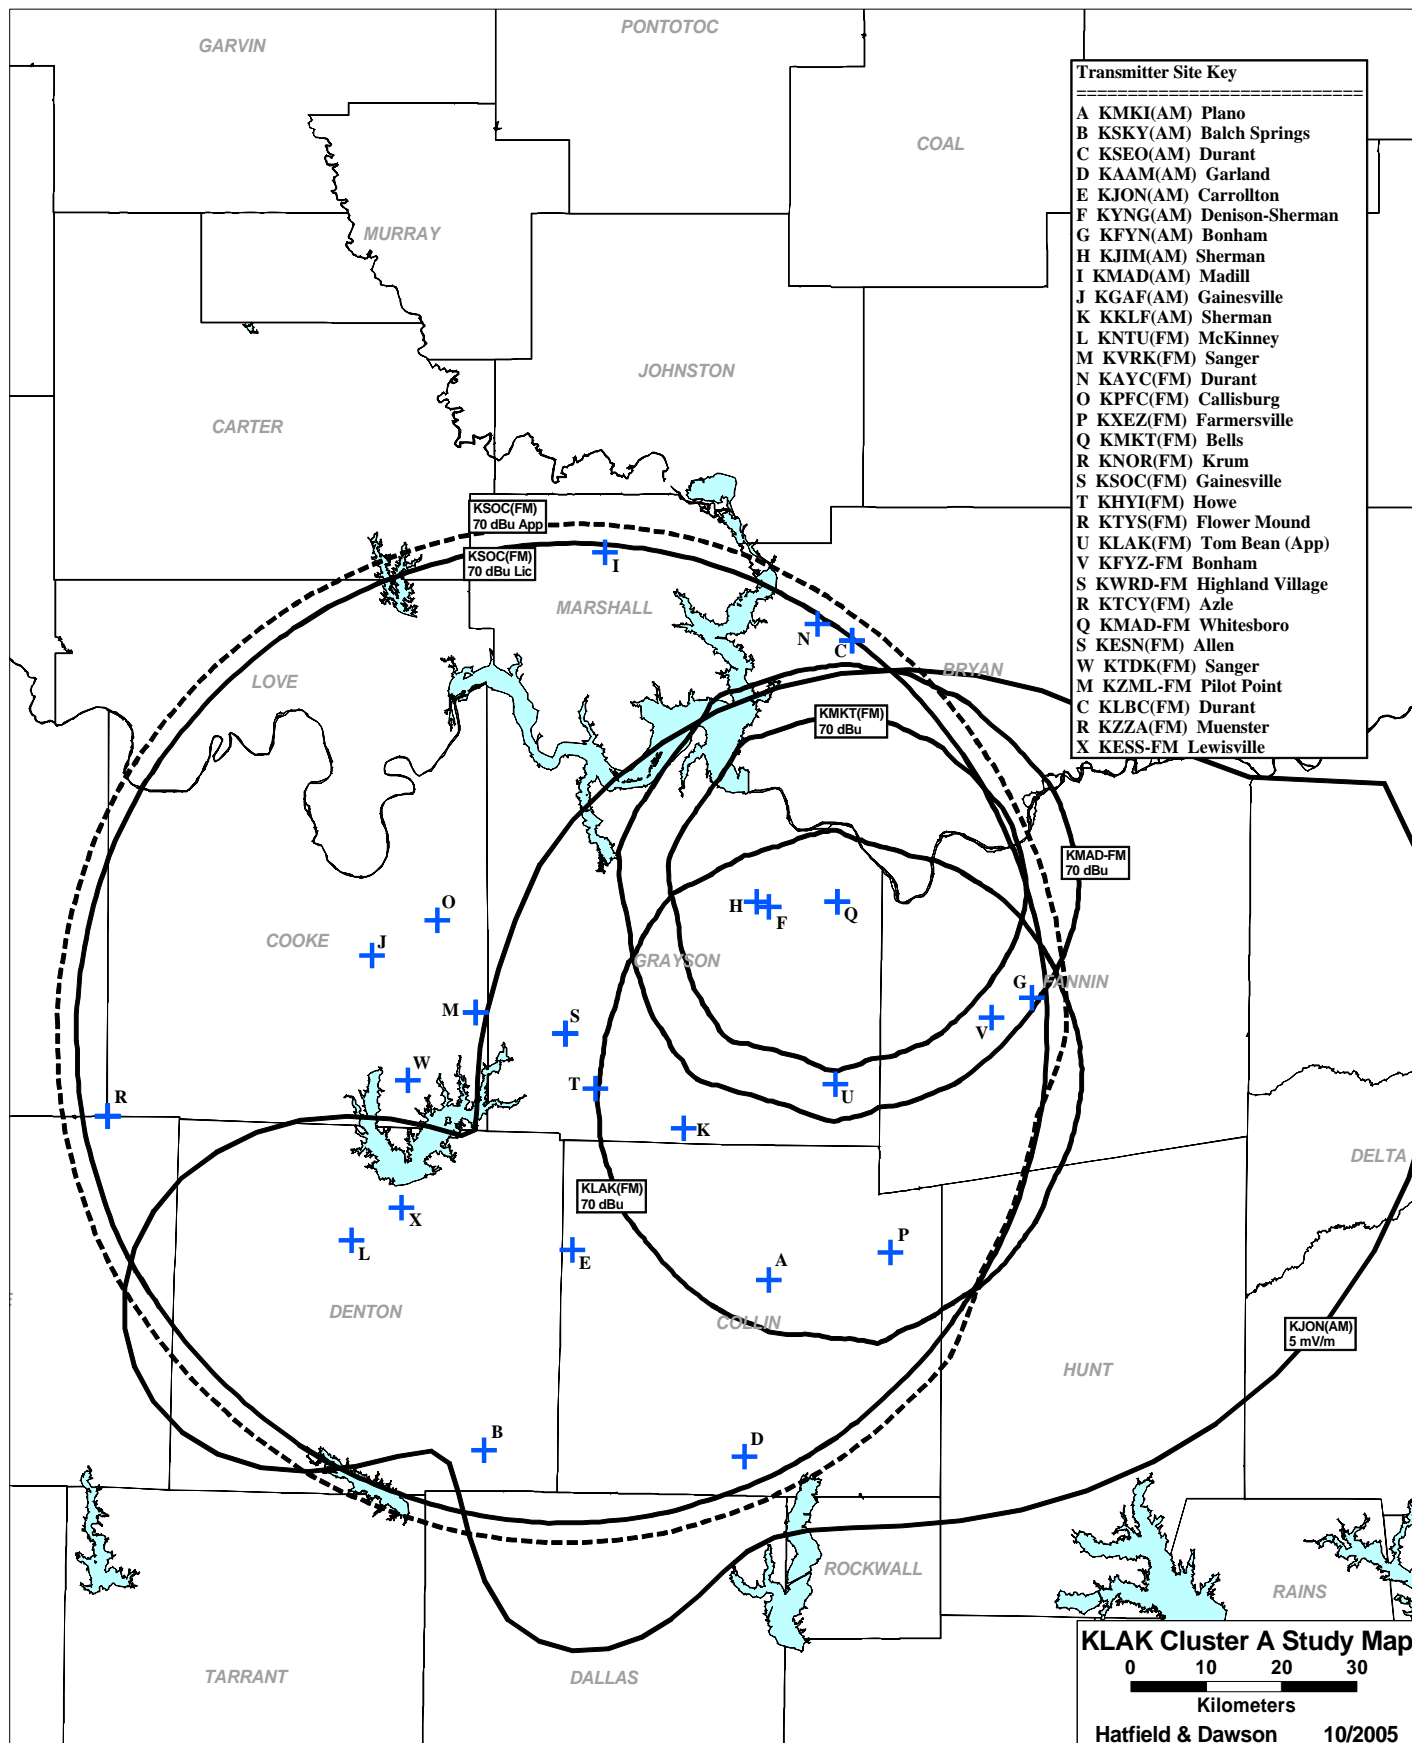 PONTOTOC
GARVIN
Transmitter Site Key
============================
A KMKI(AM) Plano
B KSKY(AM) Balch Springs
C KSEO(AM) Durant
D KAAM(AM) Garland
E KJON(AM) Carrollton
F KYNG(AM) Denison-Sherman
G KFYN(AM) Bonham
H KJIM(AM) Sherman
I KMAD(AM) Madill
J KGAF(AM) Gainesville
K KKLF(AM) Sherman
L KNTU(FM) McKinney
M KVRK(FM) Sanger
N KAYC(FM) Durant
O KPFC(FM) Callisburg
P KXEZ(FM) Farmersville
Q KMKT(FM) Bells
R KNOR(FM) Krum
S KSOC(FM) Gainesville
T KHYI(FM) Howe
R KTYS(FM) Flower Mound
U KLAK(FM) Tom Bean (App)
V KFYZ-FM Bonham
S KWRD-FM Highland Village
R KTCY(FM) Azle
Q KMAD-FM Whitesboro
S KESN(FM) Allen
W KTDK(FM) Sanger
M KZML-FM Pilot Point
C KLBC(FM) Durant
R KZZA(FM) Muenster
X KESS-FM Lewisville
COAL
MURRAY
JOHNSTON
CARTER
KSOC(FM)
70 dBu App
KSOC(FM)
70 dBu Lic
I
MARSHALL
N
C
BRYAN
LOVE
KMKT(FM)
70 dBu
KMAD-FM
70 dBu
O
H
F
Q
COOKE
J
GRAYSON
G
FANNIN
M
S
V
W
T
U
R
K
DELTA
KLAK(FM)
70 dBu
X
L
E
P
A
DENTON
COLLIN
KJON(AM)
5 mV/m
HUNT
B
D
ROCKWALL
RAINS
TARRANT
DALLAS
KLAK Cluster A Study Map
0 10 20 30
Kilometers
Hatfield & Dawson 10/2005